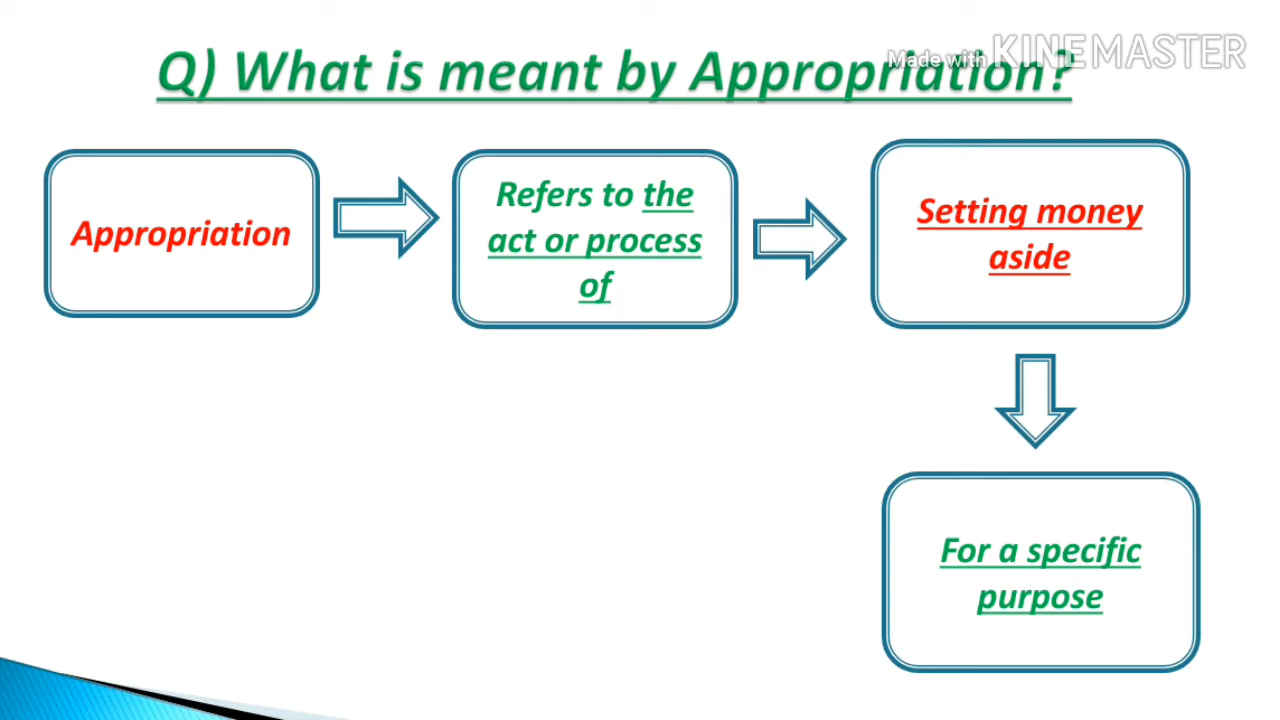 Q) What is meant by Appropriation?
Made with KINEMASTER
Appropriation
Refers to the
act or process
of
Setting money
aside
For a specific
purpose